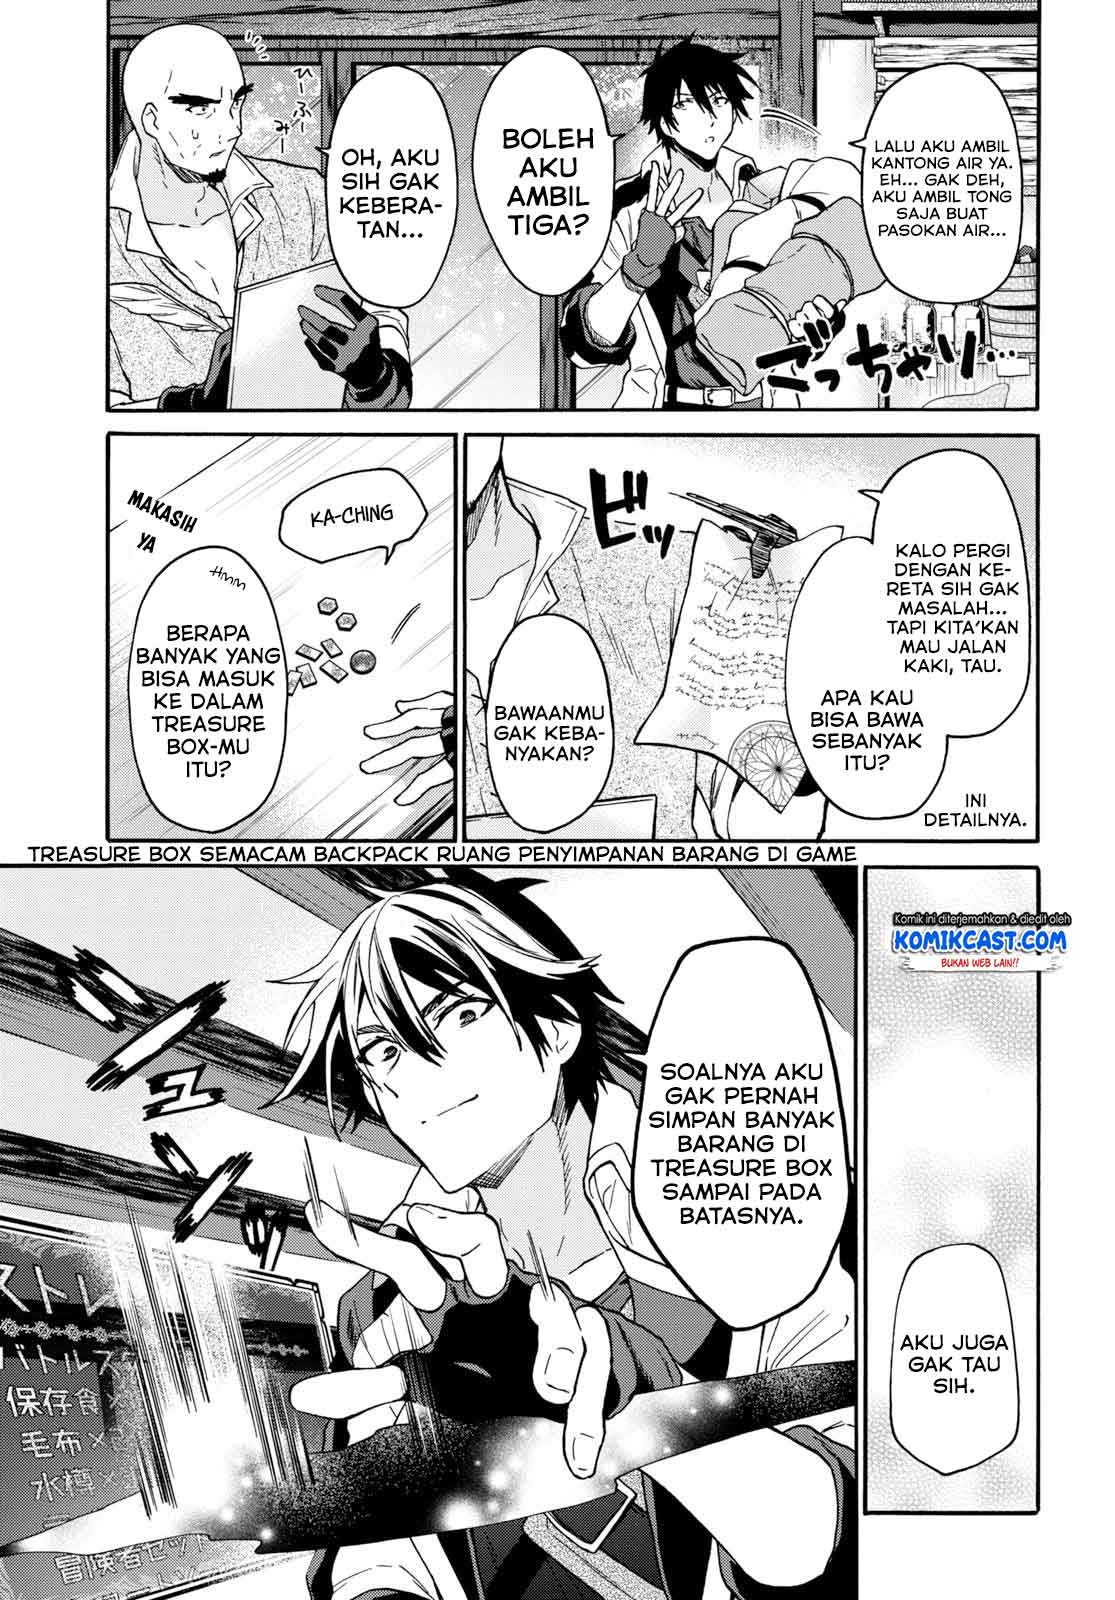 LALU AKU AMBIL
KANTONG AIR YA.
EH... GAK DEH,
AKU AMBIL TONG
SAJA BUAT
PASOKAN AIR...
BOLEH
AKU
AMBIL
TIGA?
OH, AKU
SIH GAK
KEBERA-
TAN...
ひーふーみー
ごっちゃり
KALO PERGI
DENGAN KE-
RETA SIH GAK
MASALAH...
TAPI KITA'KAN
MAU JALAN
KAKI, TAU.
APA KAU
BISA BAWA
SEBANYAK
ITU?
INI
DETAILNYA.
ビッ
BAWAANMU
GAK KEBA-
NYAKAN?
KA-CHING
MAKASIH
YA
HMM
BERAPA
BANYAK YANG
BISA MASUK
KE DALAM
TREASURE
BOX-MU
ITU?
TREASURE BOX SEMACAM BACKPACK RUANG PENYIMPANAN BARANG DI GAME
Komik ini diterjemahkan & diedit oleh
KOMIKCAST.COM
BUKAN WEB LAIN!!
AKU JUGA
GAK TAU
SIH.
SOALNYA AKU
GAK PERNAH
SIMPAN BANYAK
BARANG DI
TREASURE BOX
SAMPAI PADA
BATASNYA.
ストレ
バトルス
保存食×
毛布×
水樽×
冒険者セット